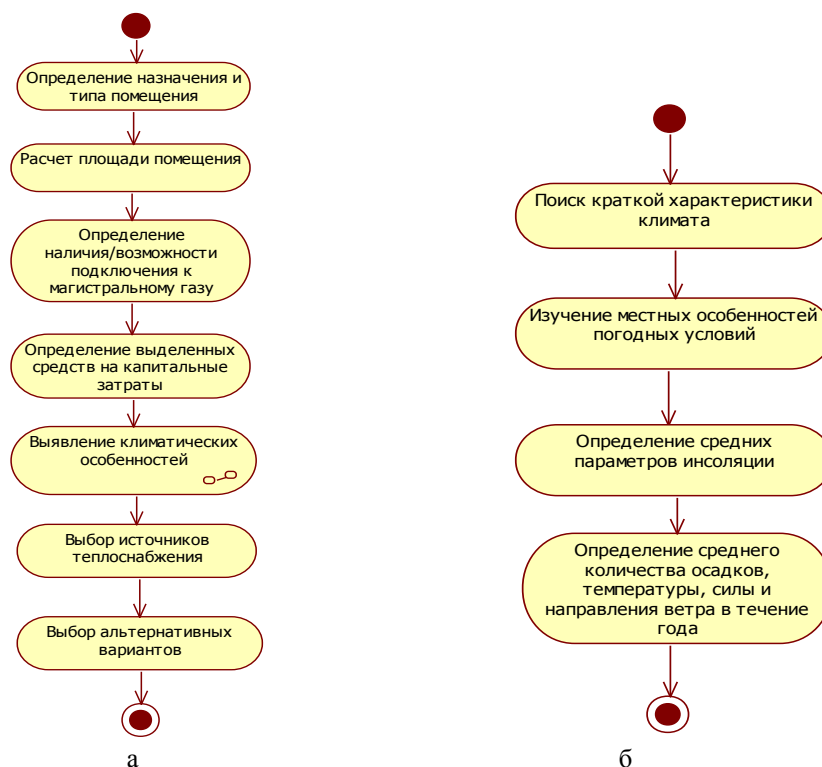 Определение назначения и
типа помещения
Расчет площади помещения
Определение
наличия/возможности
подключения к
магистральному газу
Определение выделенных
средств на капитальные
затраты
Выявление климатических
особенностей
Выбор источников
теплоснабжения
Выбор альтернативных
вариантов
а
Поиск краткой характеристики
климата
Изучение местных особенностей
погодных условий
Определение средних
параметров инсоляции
Определение среднего
количества осадков,
температуры, силы и
направления ветра в течение
года
б